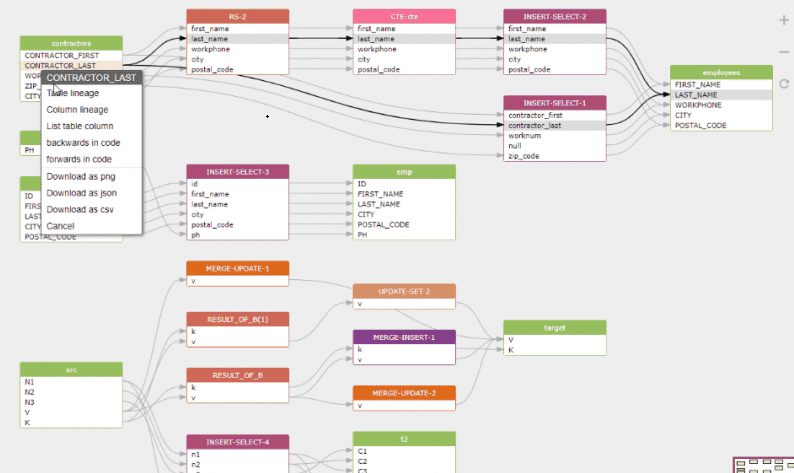 contractors
CONTRACTOR_FIRST
CONTRACTOR_LAST
ZIP_
CITY
CONTRACTOR_LAST
Table lineage
Column lineage
List table column
backwards in code
forwards in code
Download as png
Download as json
Download as csv
Cancel
PH
ID
CITY
POSTAL_CODE
RS-2
first_name
last_name
workphone
city
postal_code
CTE-cte
first_name
last_name
workphone
city
postal_code
INSERT-SELECT-2
first_name
last_name
workphone
city
postal_code
employees
FIRST_NAME
LAST_NAME
WORKPHONE
CITY
POSTAL_CODE
INSERT-SELECT-1
contractor_first
contractor_last
worknum
null
zip_code
INSERT-SELECT-3
id
first_name
last_name
city
postal_code
ph
emp
ID
FIRST_NAME
LAST_NAME
CITY
POSTAL_CODE
PH
MERGE-UPDATE-1
v
UPDATE-SET-2
v
RESULT_OF_B(1)
k
v
MERGE-INSERT-1
k
v
target
V
K
src
N1
N2
N3
V
K
RESULT_OF_B
k
v
MERGE-UPDATE-2
v
INSERT-SELECT-4
n1
n2
t2
C1
C2
C3